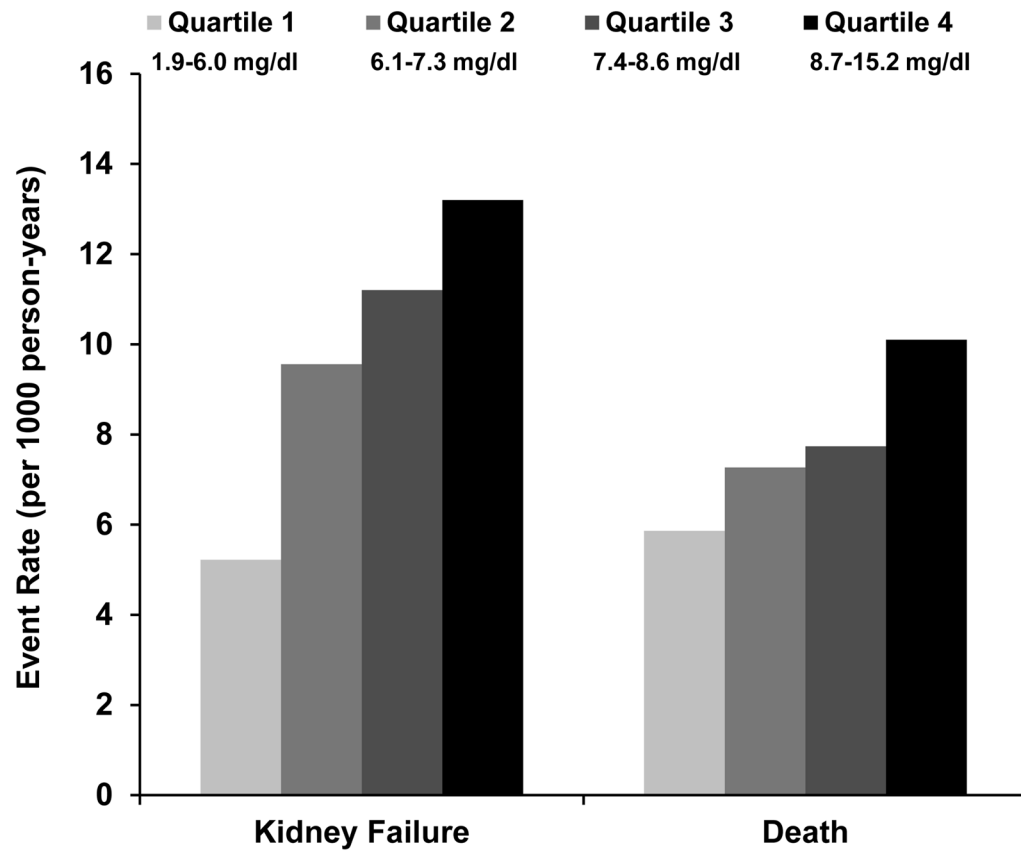 Quartile 1 Quartile 2 Quartile 3 Quartile 4
1.9-6.0 mg/dl 6.1-7.3 mg/dl 7.4-8.6 mg/dl 8.7-15.2 mg/dl
Event Rate (per 1000 person-years)
16
14
12
10
8
6
4
2
0
Kidney Failure Death